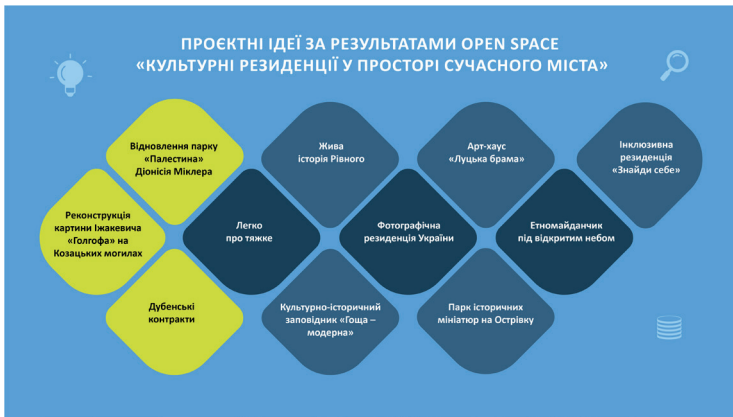 ПРОЄКТНІ ІДЕЇ ЗА РЕЗУЛЬТАТАМИ OPEN SPACE
«КУЛЬТУРНІ РЕЗИДЕНЦІЇ У ПРОСТОРІ СУЧАСНОГО МІСТА»
Відновлення парку
«Палестина»
Діонісія Міклера
Жива
історія Рівного
Арт-хаус
«Луцька брама»
Інклюзивна
резиденція
«Знайди себе»
Реконструкція
картини Їжакевича
«Голгофа» на
Козацьких могилах
Легко
про тяжке
Фотографічна
резиденція України
Етномайданчик
під відкритим небом
Дубенські
контракти
Культурно-історичний
заповідник «Гоща –
модерна»
Парк історичних
мініатюр на Острівку